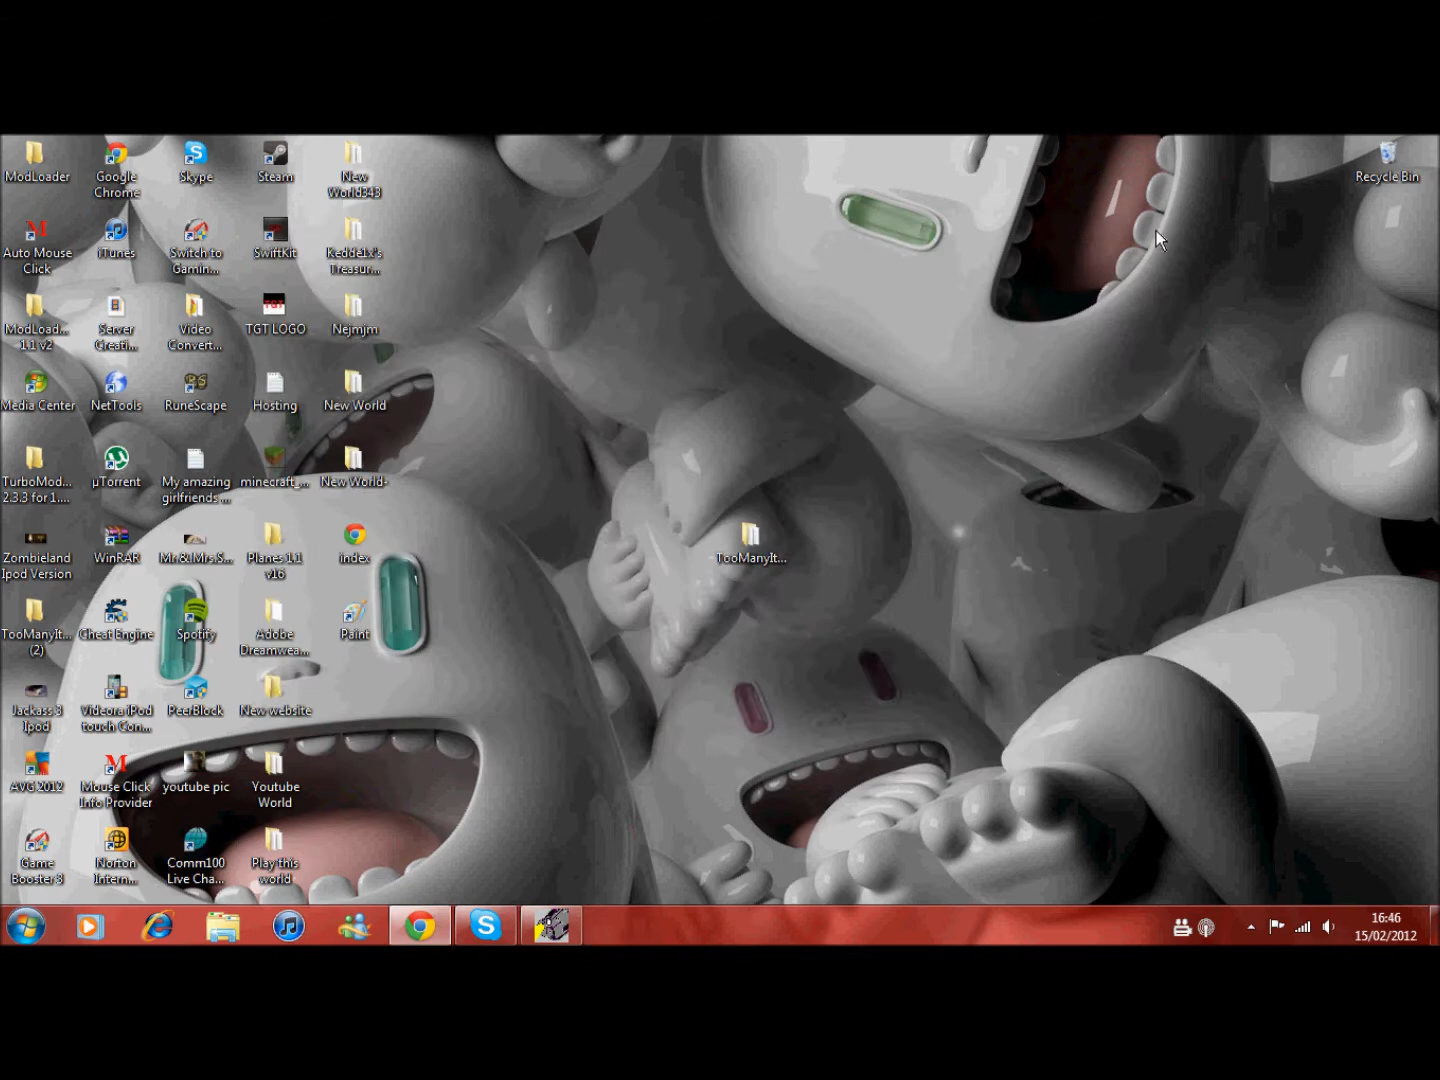 ModLoader
Google
Chrome
Skype
Steam
New
World343
Recycle Bin
Auto Mouse
Click
iTunes
Switch to
Gamin...
SwiftKit
Kedde1x's
Treasur...
ModLoad...
1.1 v2
Server
Creati...
Video
Convert...
TGT LOGO
Nejmjm
Media Center
NetTools
RuneScape
Hosting
New World
TurboMod...
2.3.3 for 1....
µTorrent
My amazing
girlfriends ...
minecraft_...
New World-
Zombieland
Ipod Version
WinRAR
Mr.&.Mrs.S...
Planes 1.1
v16
index
TooManyIt...
TooManyIt...
(2)
Cheat Engine
Spotify
Adobe
Dreamwea...
Paint
Jackass 3
Ipod
Videora iPod
touch Con...
PeerBlock
New website
AVG 2012
Mouse Click
Info Provider
youtube pic
Youtube
World
Game
Booster 3
Norton
Intern...
Comm100
Live Cha...
Play this
world
16:46
15/02/2012